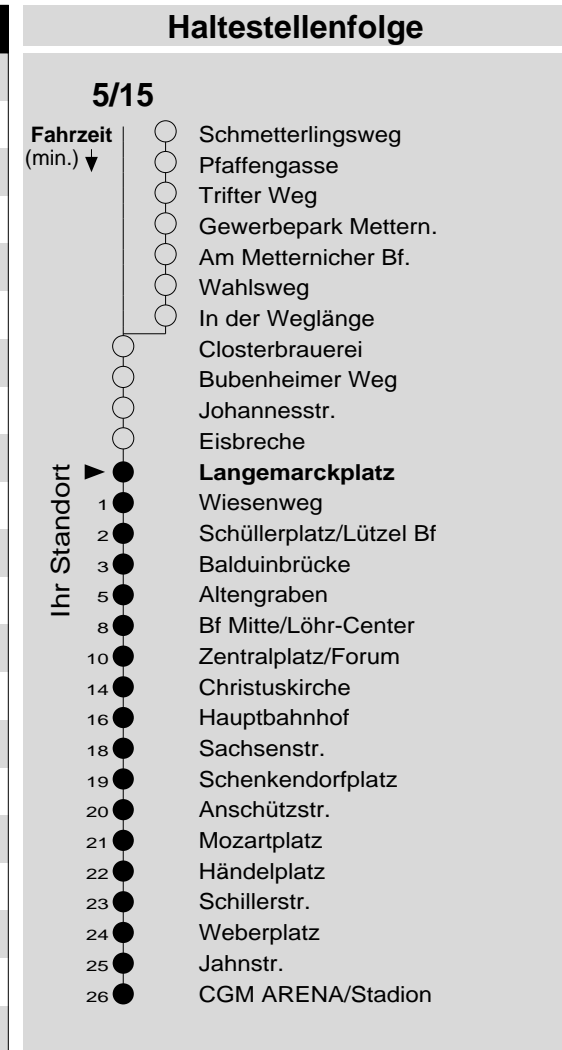 Haltestellenfolge
5/15
Fahrzeit
(min.)
Schmetterlingsweg
Pfaffengasse
Trifter Weg
Gewerbepark Mettern.
Am Metternicher Bf.
Wahlsweg
In der Weglänge
Closterbrauerei
Bubenheimer Weg
Johannesstr.
Eisbreche
Ihr Standort
Langemarckplatz
1 Wiesenweg
2 Schüllerplatz/Lützel Bf
3 Balduinbrücke
5 Altengraben
8 Bf Mitte/Löhr-Center
10 Zentralplatz/Forum
14 Christuskirche
16 Hauptbahnhof
18 Sachsenstr.
19 Schenkendorfplatz
20 Anschützstr.
21 Mozartplatz
22 Händelplatz
23 Schillerstr.
24 Weberplatz
25 Jahnstr.
26 CGM ARENA/Stadion